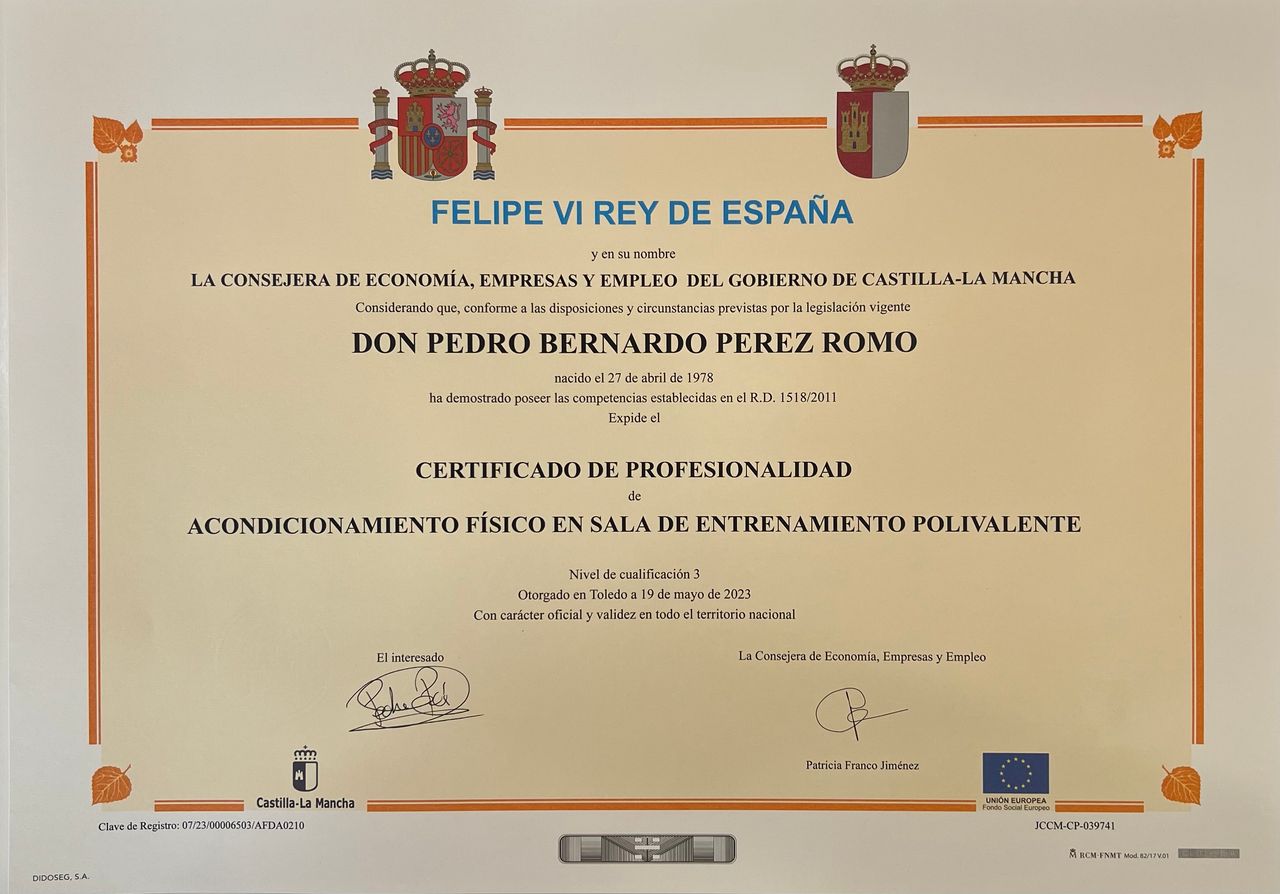 FELIPE VI REY DE ESPAÑA
y en su nombre
LA CONSEJERA DE ECONOMÍA, EMPRESAS Y EMPLEO DEL GOBIERNO DE CASTILLA-LA MANCHA
Considerando que, conforme a las disposiciones y circunstancias previstas por la legislación vigente
DON PEDRO BERNARDO PEREZ ROMO
nacido el 27 de abril de 1978
ha demostrado poseer las competencias establecidas en el R.D. 1518/2011
Expide el
CERTIFICADO DE PROFESIONALIDAD
de
ACONDICIONAMIENTO FÍSICO EN SALA DE ENTRENAMIENTO POLIVALENTE
Nivel de cualificación 3
Otorgado en Toledo a 19 de mayo de 2023
Con carácter oficial y validez en todo el territorio nacional
El interesado
La Consejera de Economía, Empresas y Empleo
Patricia Franco Jiménez
Castilla-La Mancha
UNIÓN EUROPEA
Fondo Social Europeo
Clave de Registro: 07/23/00006503/AFDA0210
JCCM-CP-039741
RCM-FNMT Mod. 82/17 V.01
DIDOSEG, S.A.